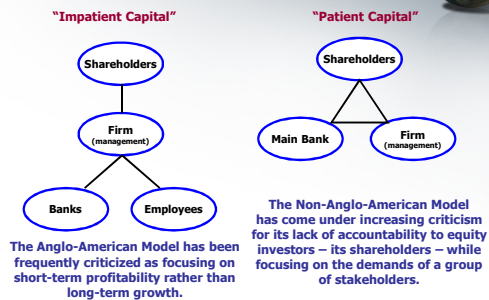 “Impatient Capital”
Shareholders
Firm
(management)
Banks
Employees
The Anglo-American Model has been
frequently criticized as focusing on
short-term profitability rather than
long-term growth.
“Patient Capital”
Shareholders
Main Bank
Firm
(management)
The Non-Anglo-American Model
has come under increasing criticism
for its lack of accountability to equity
investors – its shareholders – while
focusing on the demands of a group
of stakeholders.